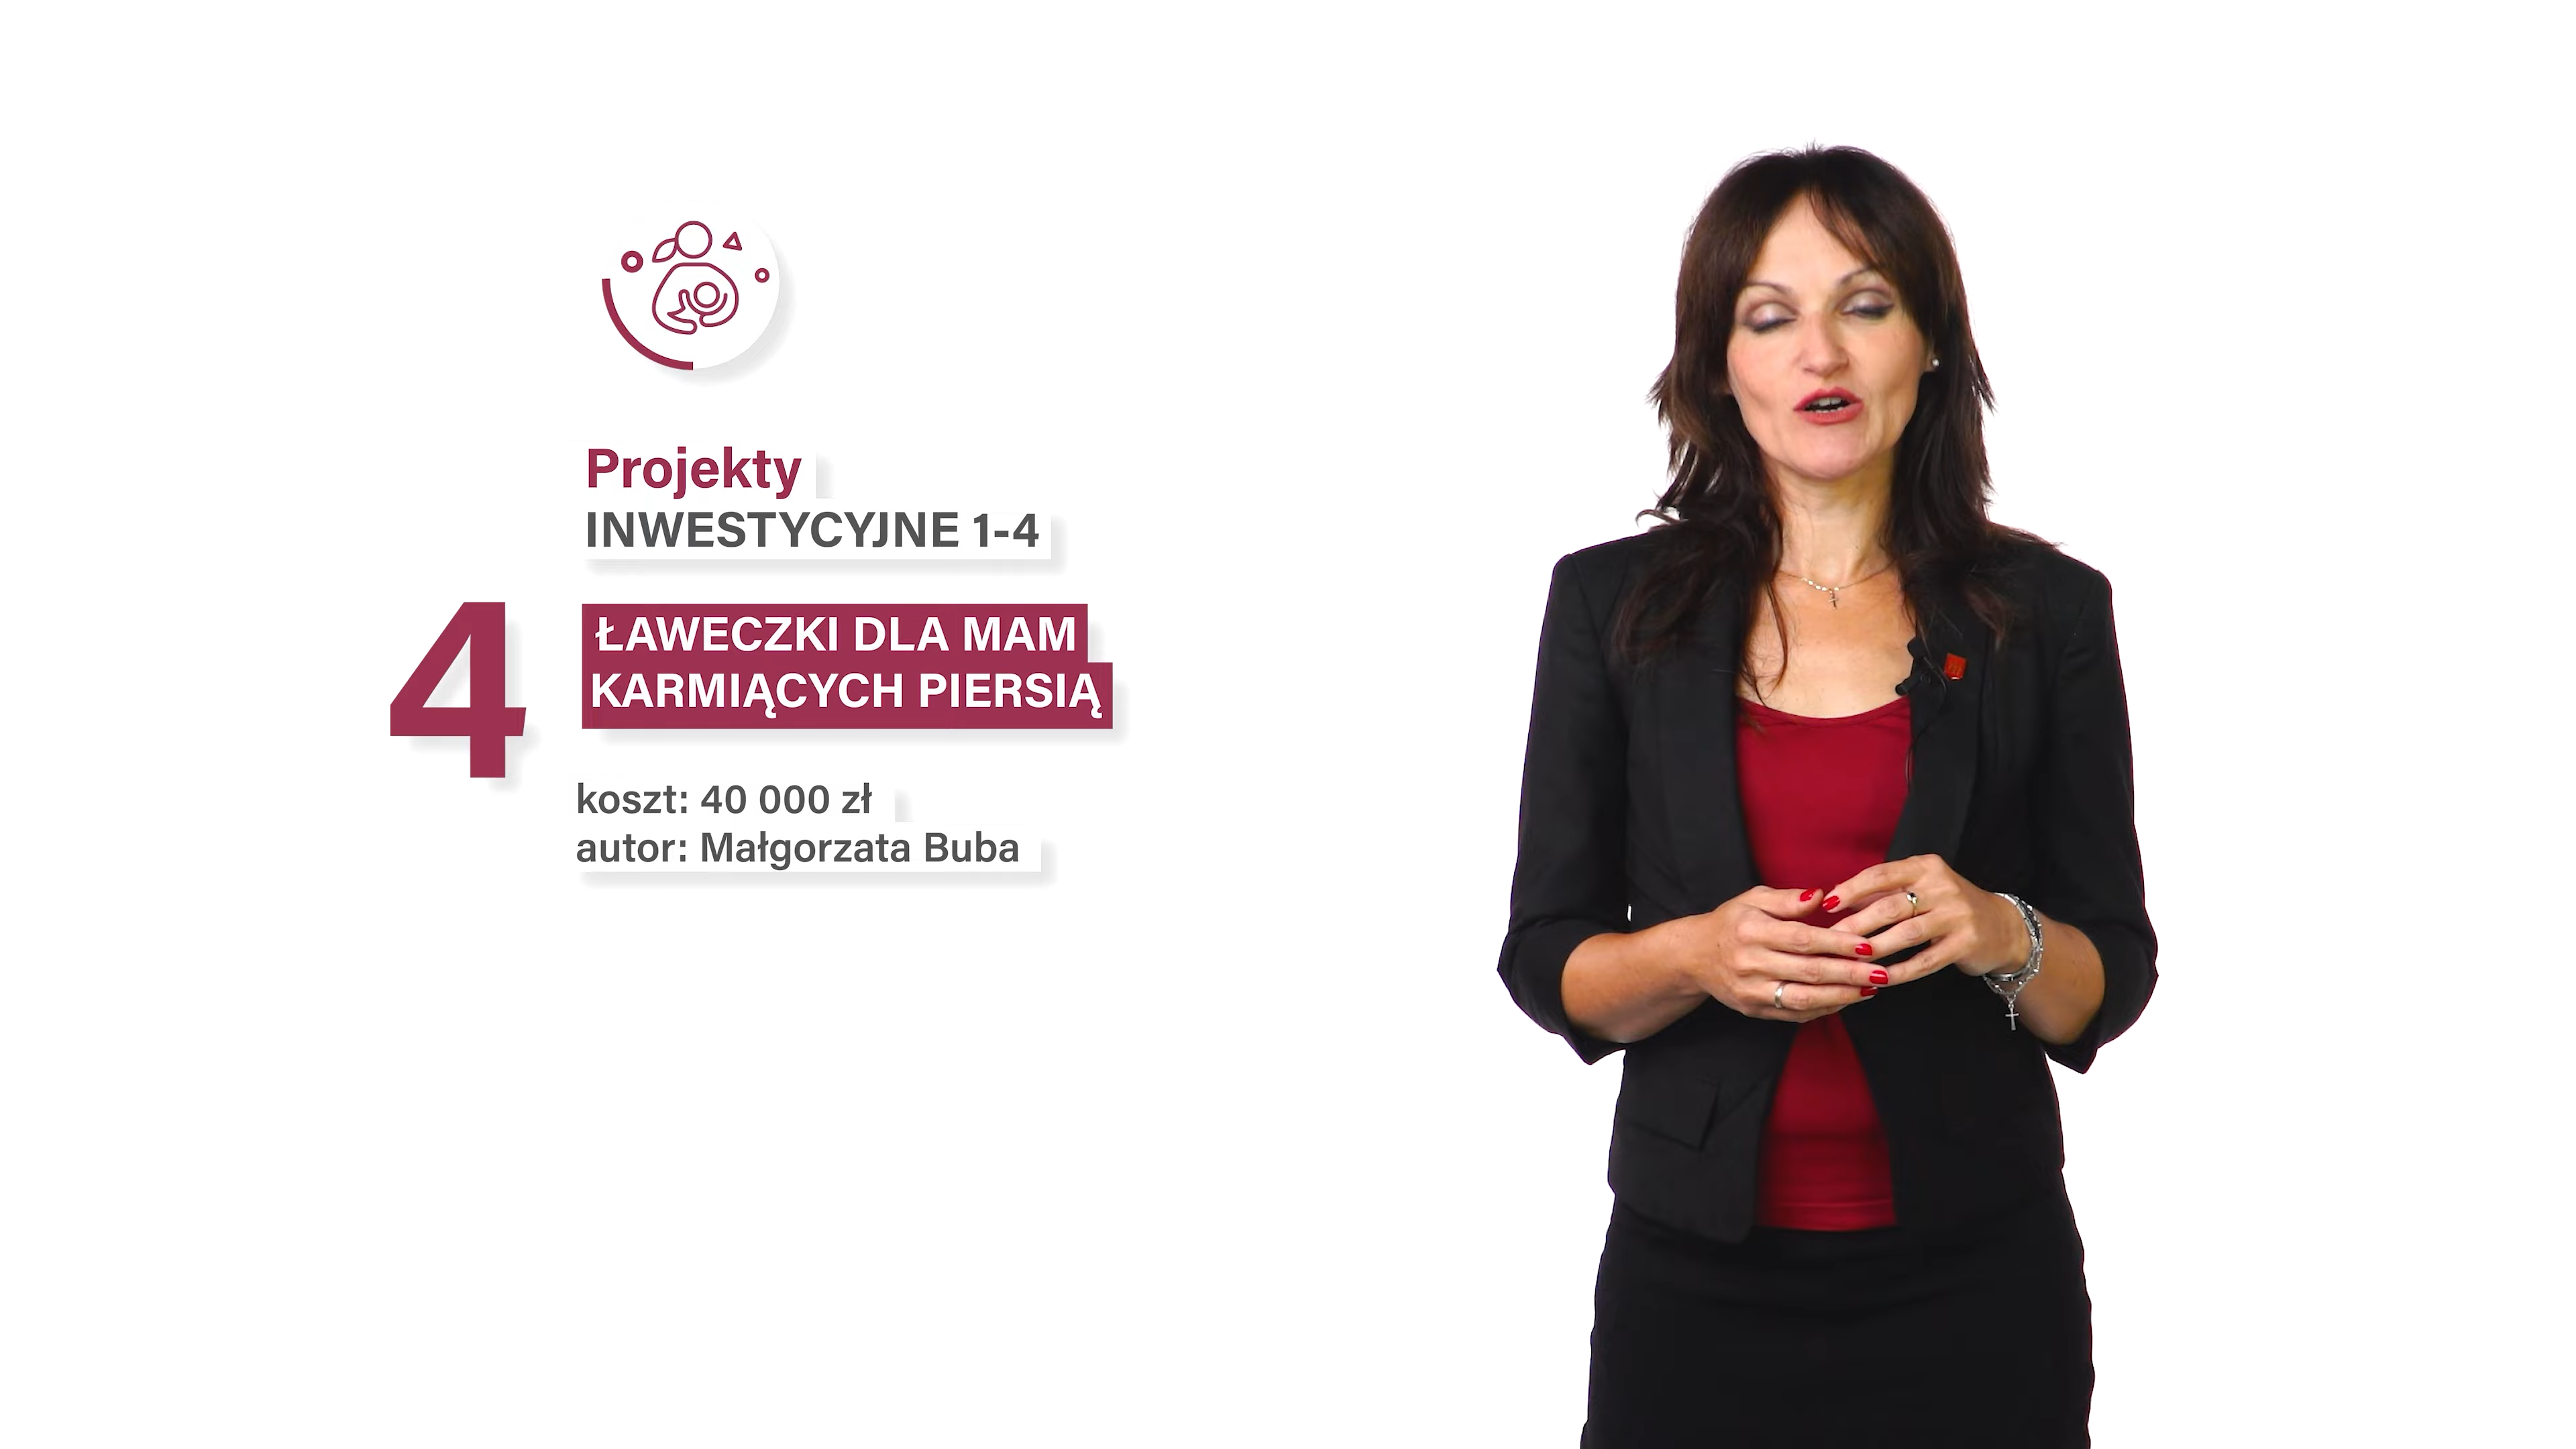 Projekty
INWESTYCYJNE 1-4
4
ŁAWECZKI DLA MAM
KARMIĄCYCH PIERSIĄ
koszt: 40 000 zł
autor: Małgorzata Buba